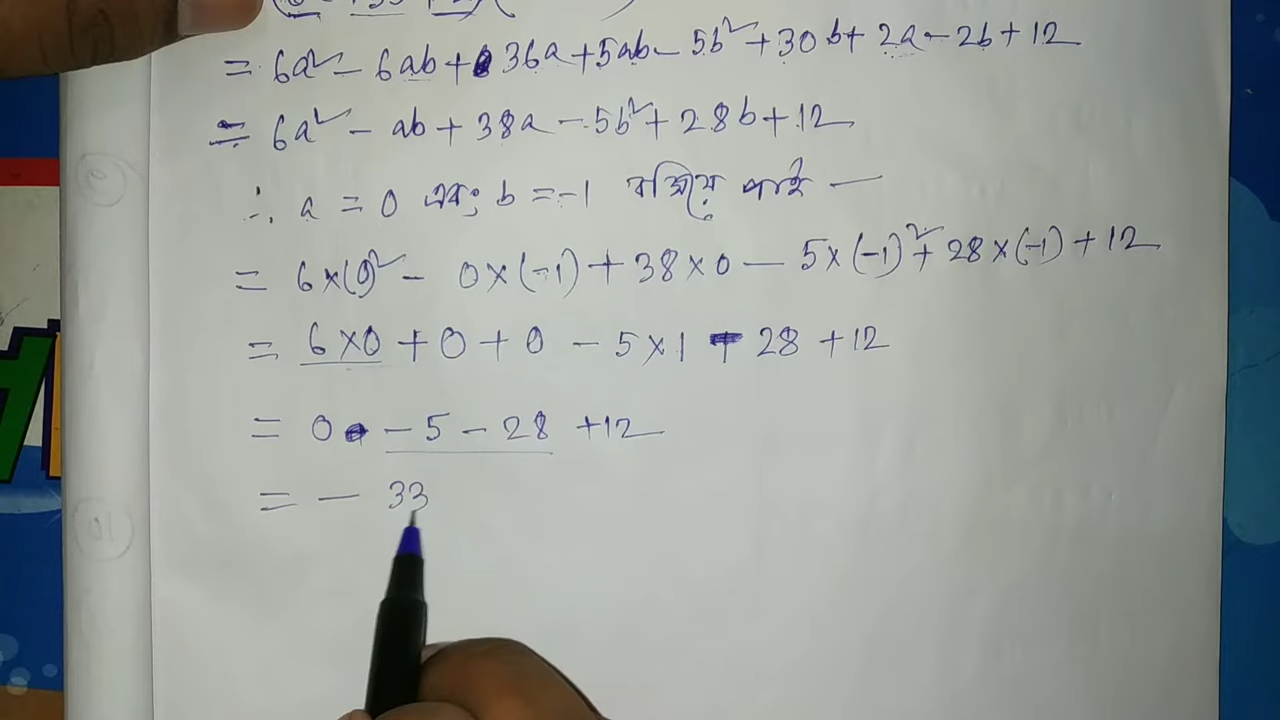 = 6a² - 6ab + 36a + 5ab - 5b² + 30b + 2a - 2b + 12
= 6a² - ab + 38a - 5b² + 28b + 12
∴ a = 0 এবং b = -1 বসিয়ে পাই —
= 6×(0)² - 0×(-1) + 38×0 - 5×(-1)² + 28×(-1) + 12
= 6×0 + 0 + 0 - 5×1 - 28 + 12
= 0 - 5 - 28 + 12
= - 33